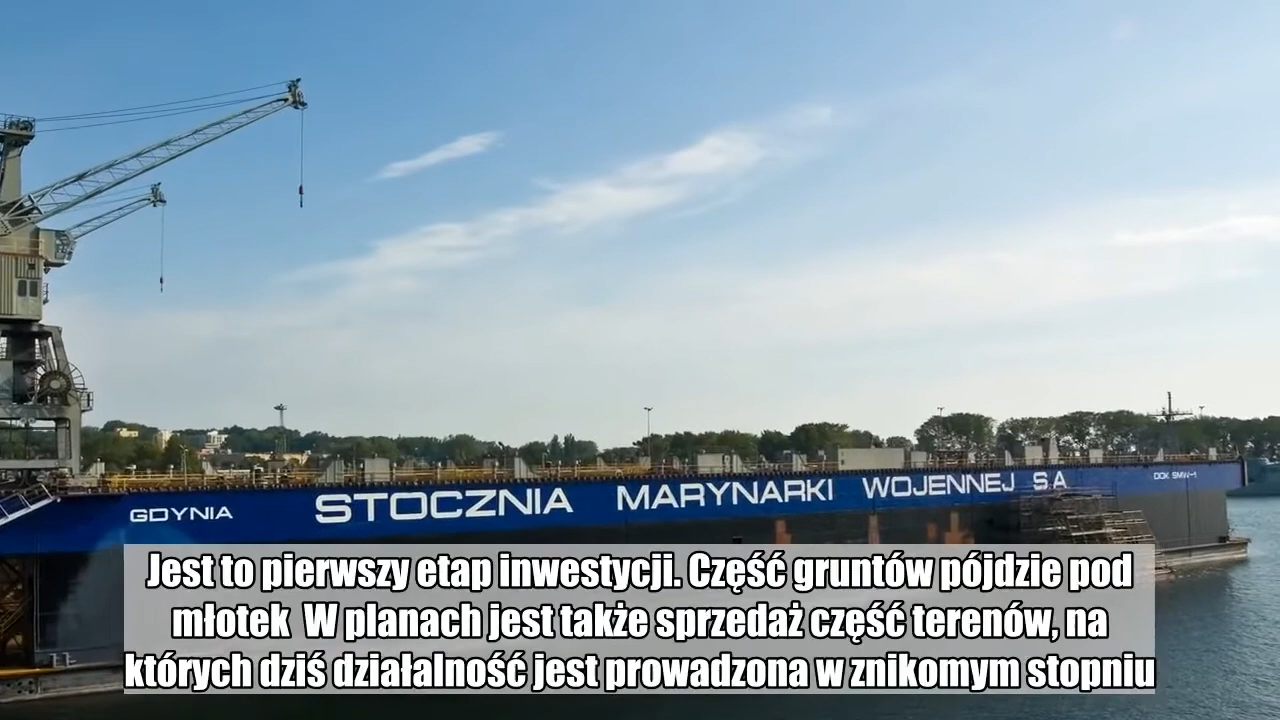 GDYNIA STOCZNIA MARYNARKI WOJENNEJ S.A DOK SMW-1
Jest to pierwszy etap inwestycji. Część gruntów pójdzie pod
młotek W planach jest także sprzedaż część terenów, na
których dziś działalność jest prowadzona w znikomym stopniu